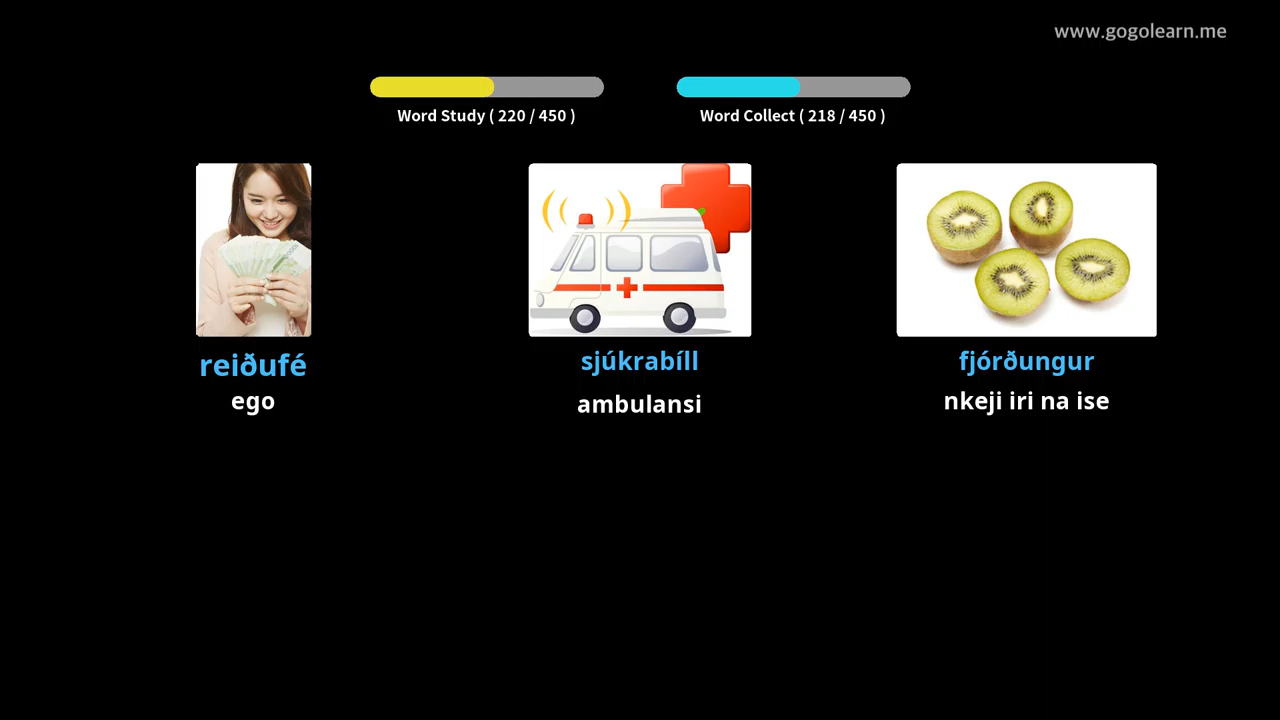 www.gogolearn.me
Word Study ( 220 / 450 )
Word Collect ( 218 / 450 )
reiðufé
ego
sjúkrabíll
ambulansi
fjórðungur
nkeji iri na ise